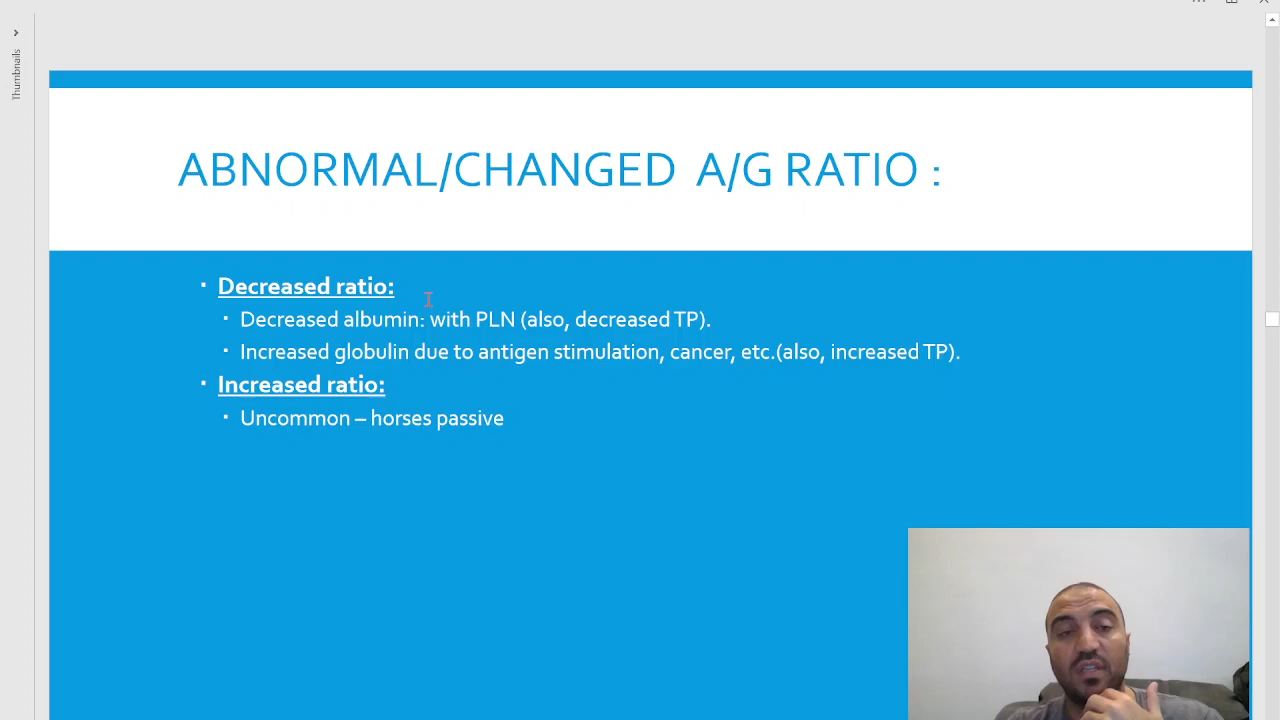 Thumbnails
ABNORMAL/CHANGED A/G RATIO :
▪ Decreased ratio:
▪ Decreased albumin: with PLN (also, decreased TP).
▪ Increased globulin due to antigen stimulation, cancer, etc.(also, increased TP).
▪ Increased ratio:
▪ Uncommon – horses passive